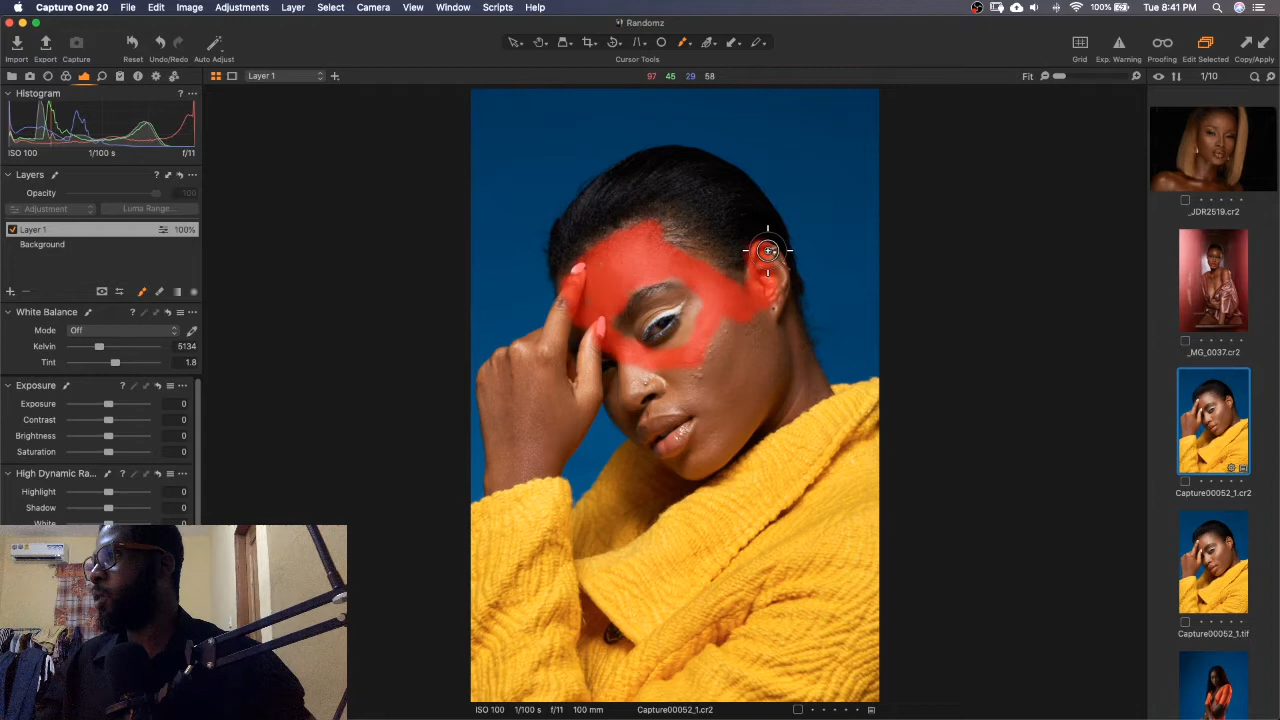 Capture One 20 File Edit Image Adjustments Layer Select Camera View Window Scripts Help 100% Tue 8:41 PM
Randomz
Import Export Capture Reset Undo/Redo Auto Adjust Cursor Tools Grid Exp. Warning Proofing Edit Selected Copy/Apply
Layer 1 97 45 29 58 Fit 1/10
Histogram ?
ISO 100 1/100 s f/11
Layers ?
Opacity 100
Adjustment Luma Range...
Layer 1 100%
Background
White Balance ?
Mode Off
Kelvin 5134
Tint 1.8
Exposure ?
Exposure 0
Contrast 0
Brightness 0
Saturation 0
High Dynamic Ra... ?
Highlight 0
Shadow 0
White
_JDR2519.cr2
_MG_0037.cr2
Capture00052_1.cr2
Capture00052_1.tif
ISO 100 1/100 s f/11 100 mm Capture00052_1.cr2